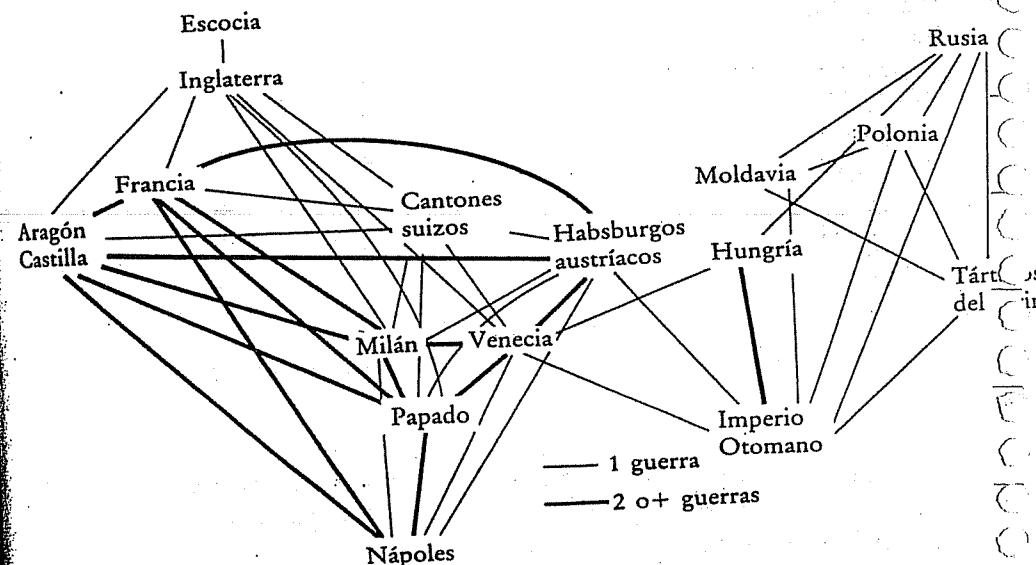 Escocia
Rusia
Inglaterra
Polonia
Moldavia
Francia
Cantones
suizos
Aragón
Castilla
Habsburgos
austríacos
Hungría
del
Milán
Venecia
Papado
Imperio
Otomano
1 guerra
2 o+ guerras
Nápoles